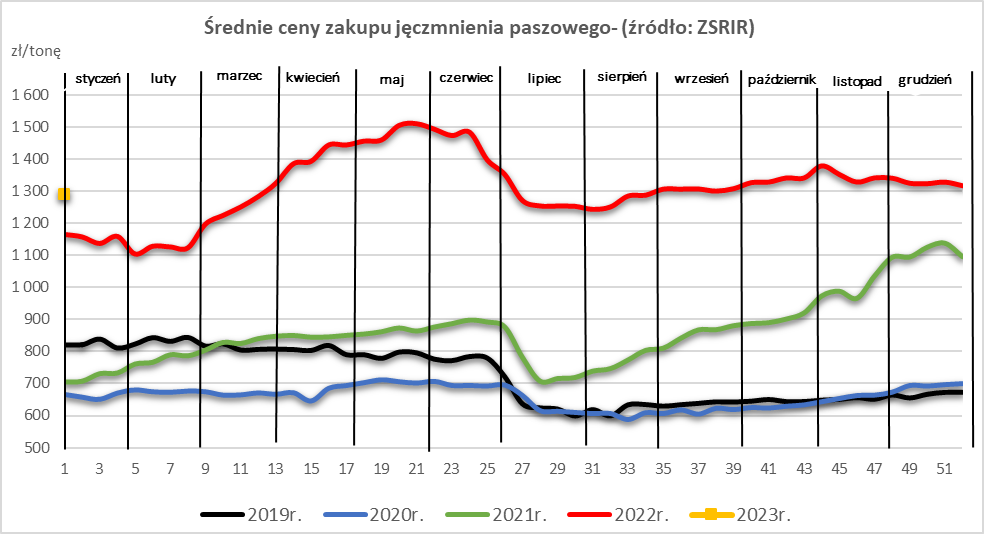 Średnie ceny zakupu jęczmnienia paszowego- (źródło: ZSRIR)
zł/tonę
styczeń luty marzec kwiecień maj czerwiec lipiec sierpień wrzesień październik listopad grudzień
1 600
1 500
1 400
1 300
1 200
1 100
1 000
900
800
700
600
500
1 3 5 7 9 11 13 15 17 19 21 23 25 27 29 31 33 35 37 39 41 43 45 47 49 51
2019r. 2020r. 2021r. 2022r. 2023r.